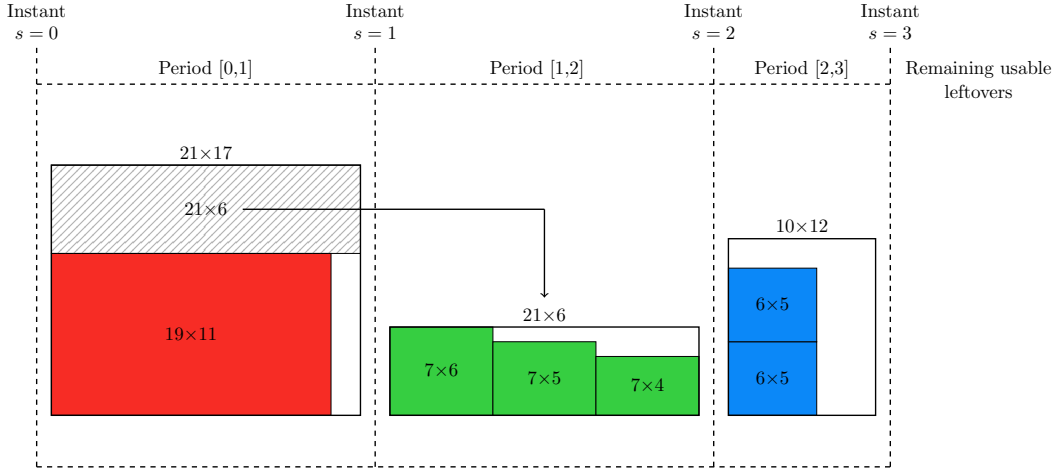 Instant
s = 0
Instant
s = 1
Instant
s = 2
Instant
s = 3
Period [0,1]
Period [1,2]
Period [2,3]
Remaining usable
leftovers
21×17
21×6
19×11
21×6
7×6
7×5
7×4
10×12
6×5
6×5